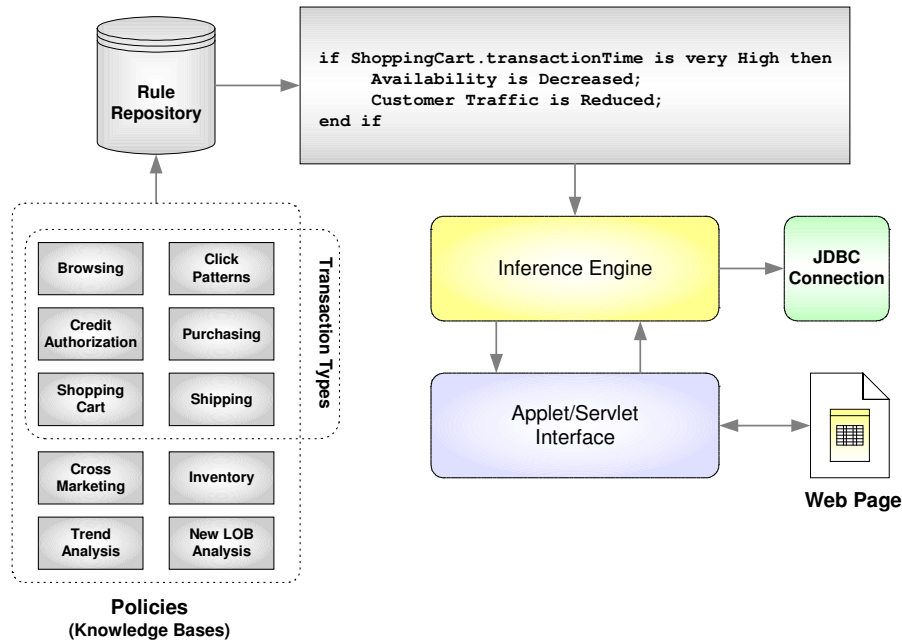 Rule
Repository
if ShoppingCart.transactionTime is very High then
Availability is Decreased;
Customer Traffic is Reduced;
end if
Browsing
Click
Patterns
Credit
Authorization
Purchasing
Shopping
Cart
Shipping
Transaction Types
Cross
Marketing
Inventory
Trend
Analysis
New LOB
Analysis
Policies
(Knowledge Bases)
Inference Engine
JDBC
Connection
Applet/Servlet
Interface
Web Page